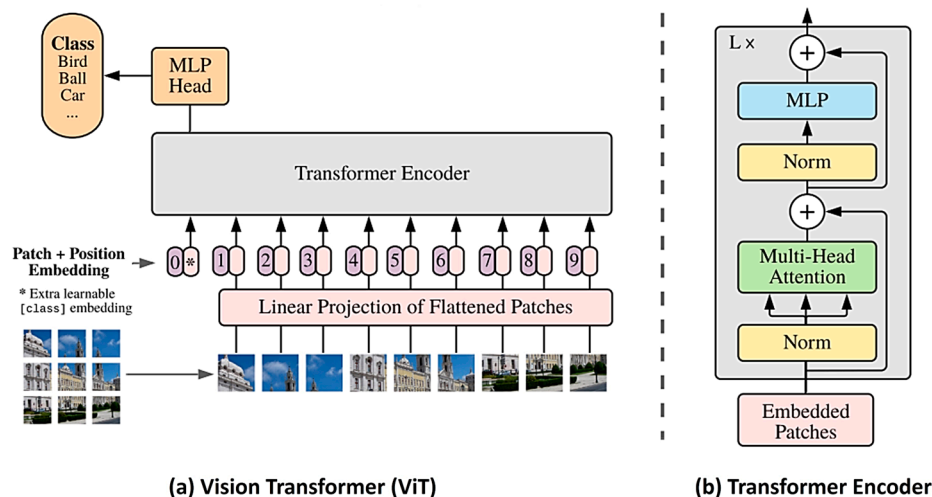 Class
Bird
Ball
Car
...
MLP
Head
Transformer Encoder
Patch + Position
Embedding
* Extra learnable
[class] embedding
0 * 1 2 3 4 5 6 7 8 9
Linear Projection of Flattened Patches
(a) Vision Transformer (ViT)
L ×
+
MLP
Norm
+
Multi-Head
Attention
Norm
Embedded
Patches
(b) Transformer Encoder